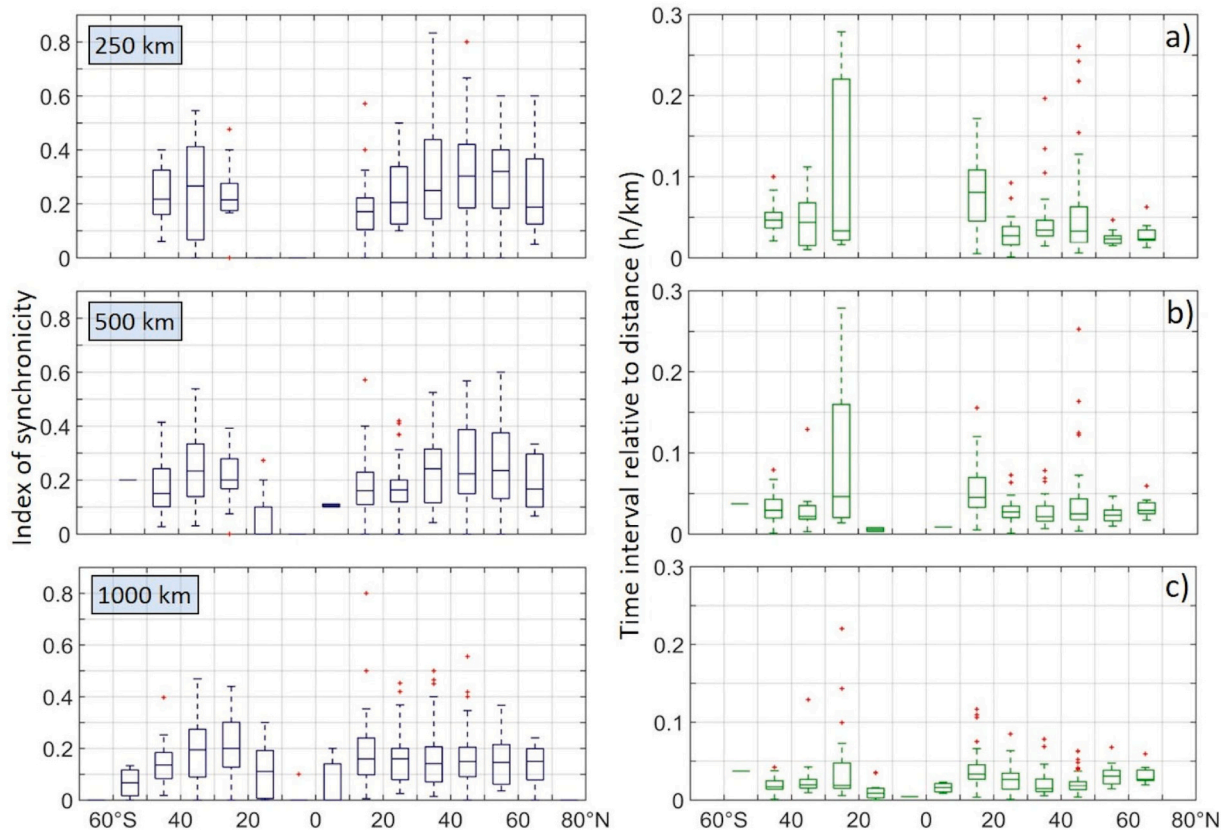 250 km
a)
0.8
0.6
0.4
0.2
0
0.3
0.2
0.1
0
500 km
b)
0.8
0.6
0.4
0.2
0
0.3
0.2
0.1
0
1000 km
c)
0.8
0.6
0.4
0.2
0
0.3
0.2
0.1
0
60°S 40 20 0 20 40 60 80°N
60°S 40 20 0 20 40 60 80°N
Index of synchronicity
Time interval relative to distance (h/km)